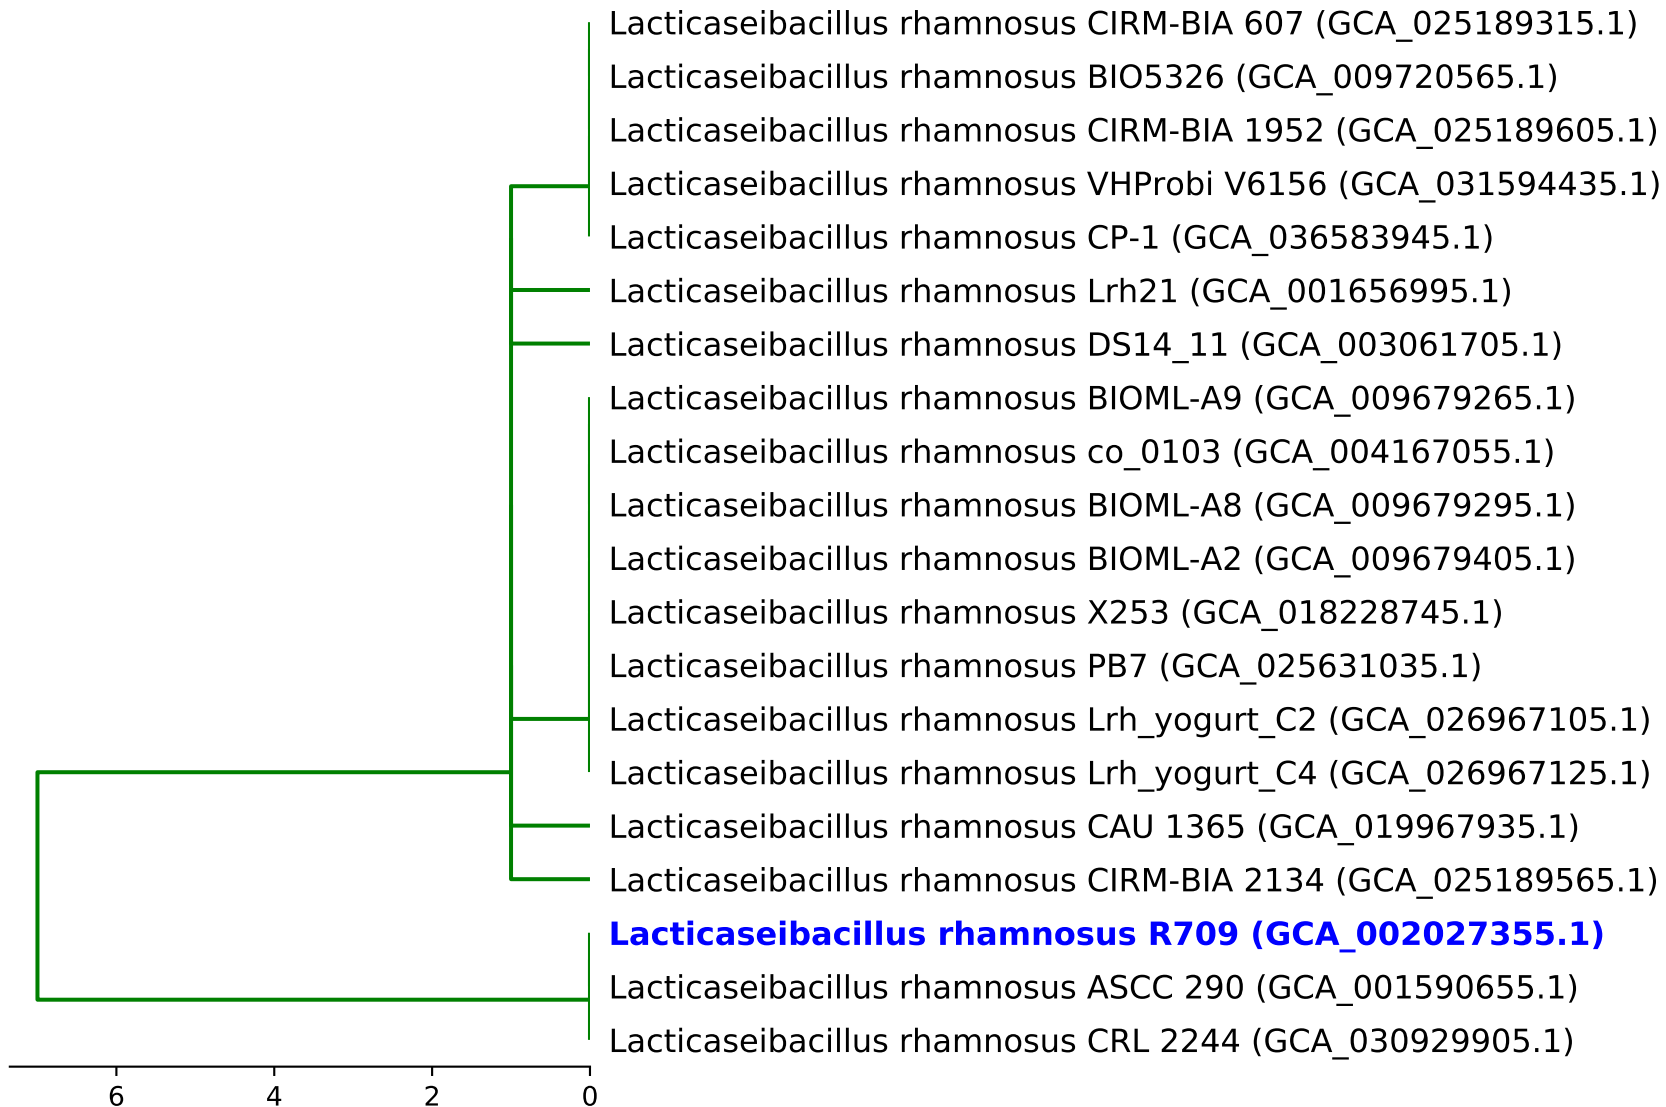 Lacticaseibacillus rhamnosus CIRM-BIA 607 (GCA_025189315.1)
Lacticaseibacillus rhamnosus BIO5326 (GCA_009720565.1)
Lacticaseibacillus rhamnosus CIRM-BIA 1952 (GCA_025189605.1)
Lacticaseibacillus rhamnosus VHProbi V6156 (GCA_031594435.1)
Lacticaseibacillus rhamnosus CP-1 (GCA_036583945.1)
Lacticaseibacillus rhamnosus Lrh21 (GCA_001656995.1)
Lacticaseibacillus rhamnosus DS14_11 (GCA_003061705.1)
Lacticaseibacillus rhamnosus BIOML-A9 (GCA_009679265.1)
Lacticaseibacillus rhamnosus co_0103 (GCA_004167055.1)
Lacticaseibacillus rhamnosus BIOML-A8 (GCA_009679295.1)
Lacticaseibacillus rhamnosus BIOML-A2 (GCA_009679405.1)
Lacticaseibacillus rhamnosus X253 (GCA_018228745.1)
Lacticaseibacillus rhamnosus PB7 (GCA_025631035.1)
Lacticaseibacillus rhamnosus Lrh_yogurt_C2 (GCA_026967105.1)
Lacticaseibacillus rhamnosus Lrh_yogurt_C4 (GCA_026967125.1)
Lacticaseibacillus rhamnosus CAU 1365 (GCA_019967935.1)
Lacticaseibacillus rhamnosus CIRM-BIA 2134 (GCA_025189565.1)
Lacticaseibacillus rhamnosus R709 (GCA_002027355.1)
Lacticaseibacillus rhamnosus ASCC 290 (GCA_001590655.1)
Lacticaseibacillus rhamnosus CRL 2244 (GCA_030929905.1)
6 4 2 0